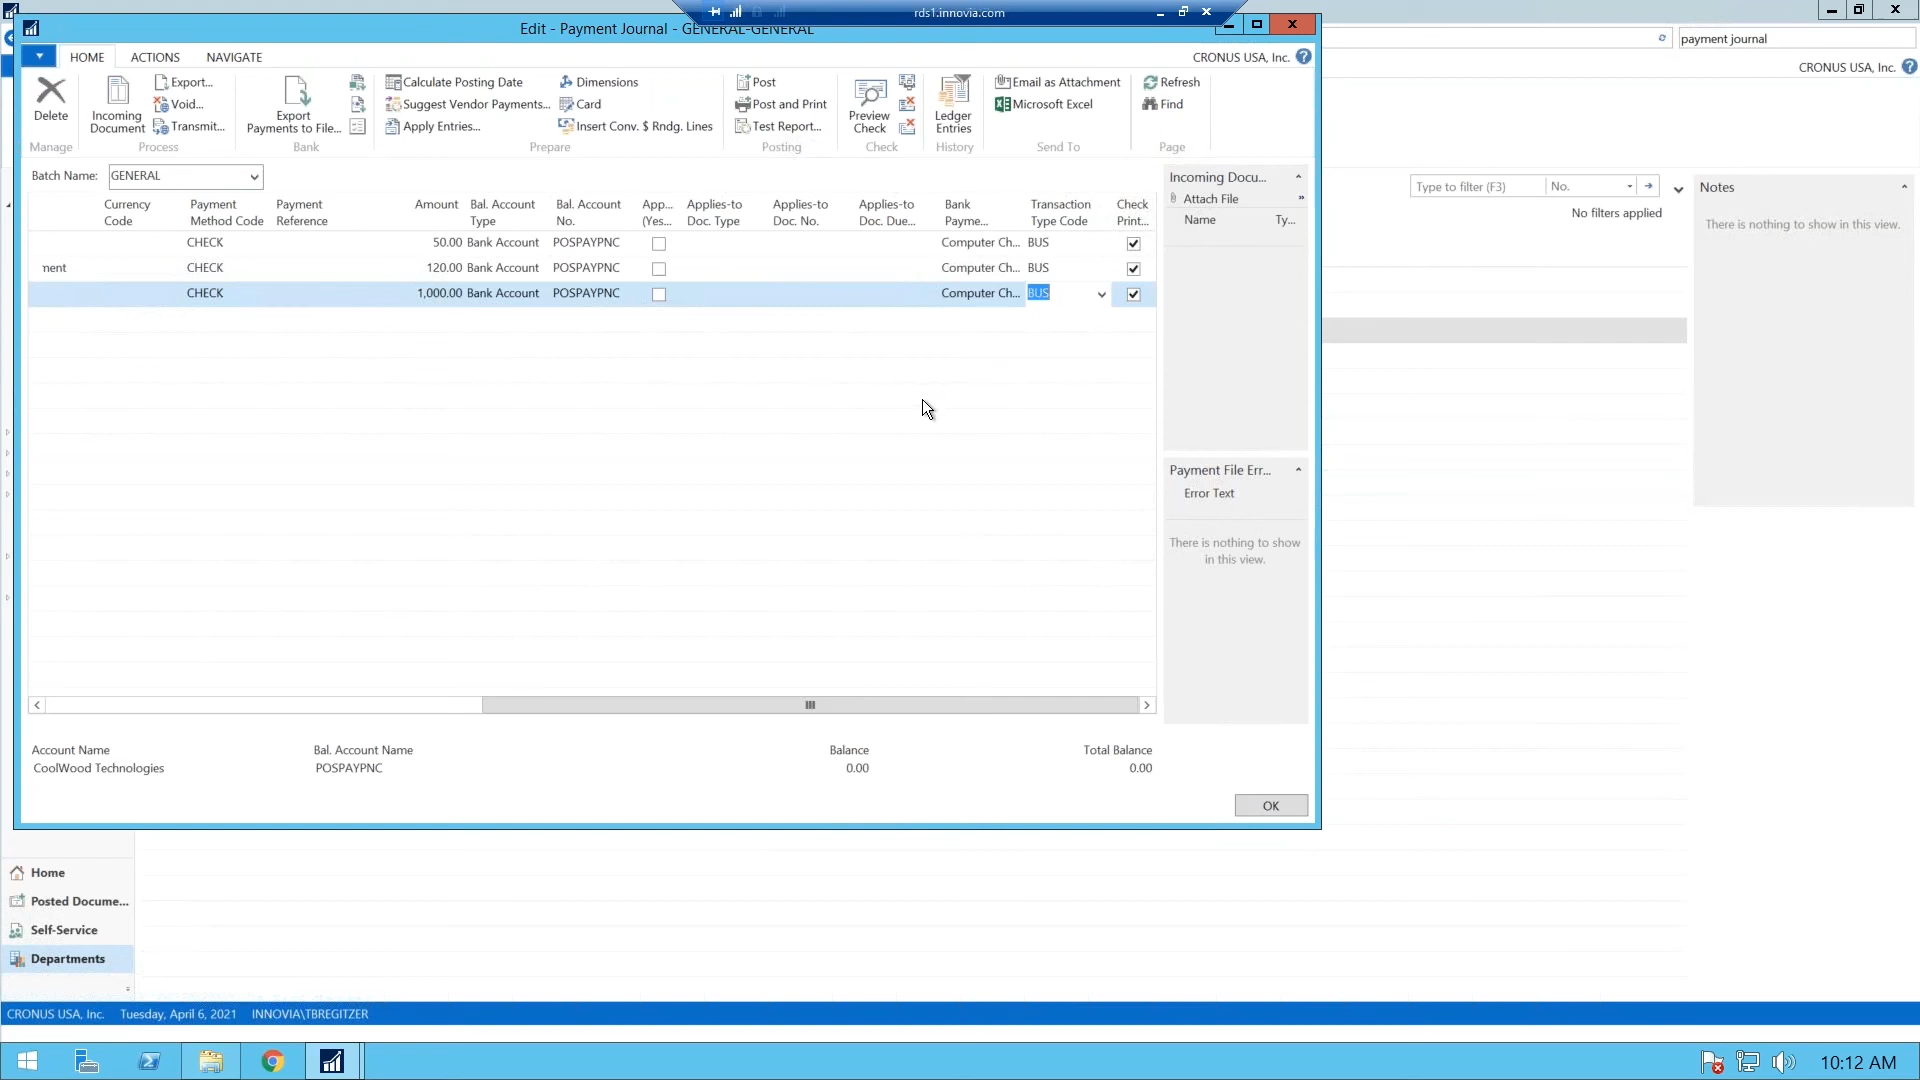 rds1.innovia.com
Edit - Payment Journal - GENERAL-GENERAL
payment journal
HOME ACTIONS NAVIGATE
CRONUS USA, Inc.
CRONUS USA, Inc.
Delete
Incoming Document
Export...
Void...
Transmit...
Export Payments to File...
Calculate Posting Date
Suggest Vendor Payments...
Apply Entries...
Dimensions
Card
Insert Conv. $ Rndg. Lines
Post
Post and Print
Test Report...
Preview Check
Ledger Entries
Email as Attachment
Microsoft Excel
Refresh
Find
Manage Process Bank Prepare Posting Check History Send To Page
Batch Name: GENERAL
Currency Code Payment Method Code Payment Reference Amount Bal. Account Type Bal. Account No. App... (Yes... Applies-to Doc. Type Applies-to Doc. No. Applies-to Doc. Due... Bank Payme... Transaction Type Code Check Print...
CHECK 50.00 Bank Account POSPAYPNC Computer Ch... BUS
ment CHECK 120.00 Bank Account POSPAYPNC Computer Ch... BUS
CHECK 1,000.00 Bank Account POSPAYPNC Computer Ch... BUS
Incoming Docu...
Attach File
Name Ty...
Payment File Err...
Error Text
There is nothing to show
in this view.
Type to filter (F3) No.
No filters applied
Notes
There is nothing to show in this view.
Account Name Bal. Account Name Balance Total Balance
CoolWood Technologies POSPAYPNC 0.00 0.00
OK
Home
Posted Docume...
Self-Service
Departments
CRONUS USA, Inc. Tuesday, April 6, 2021 INNOVIA\TBREGITZER
10:12 AM